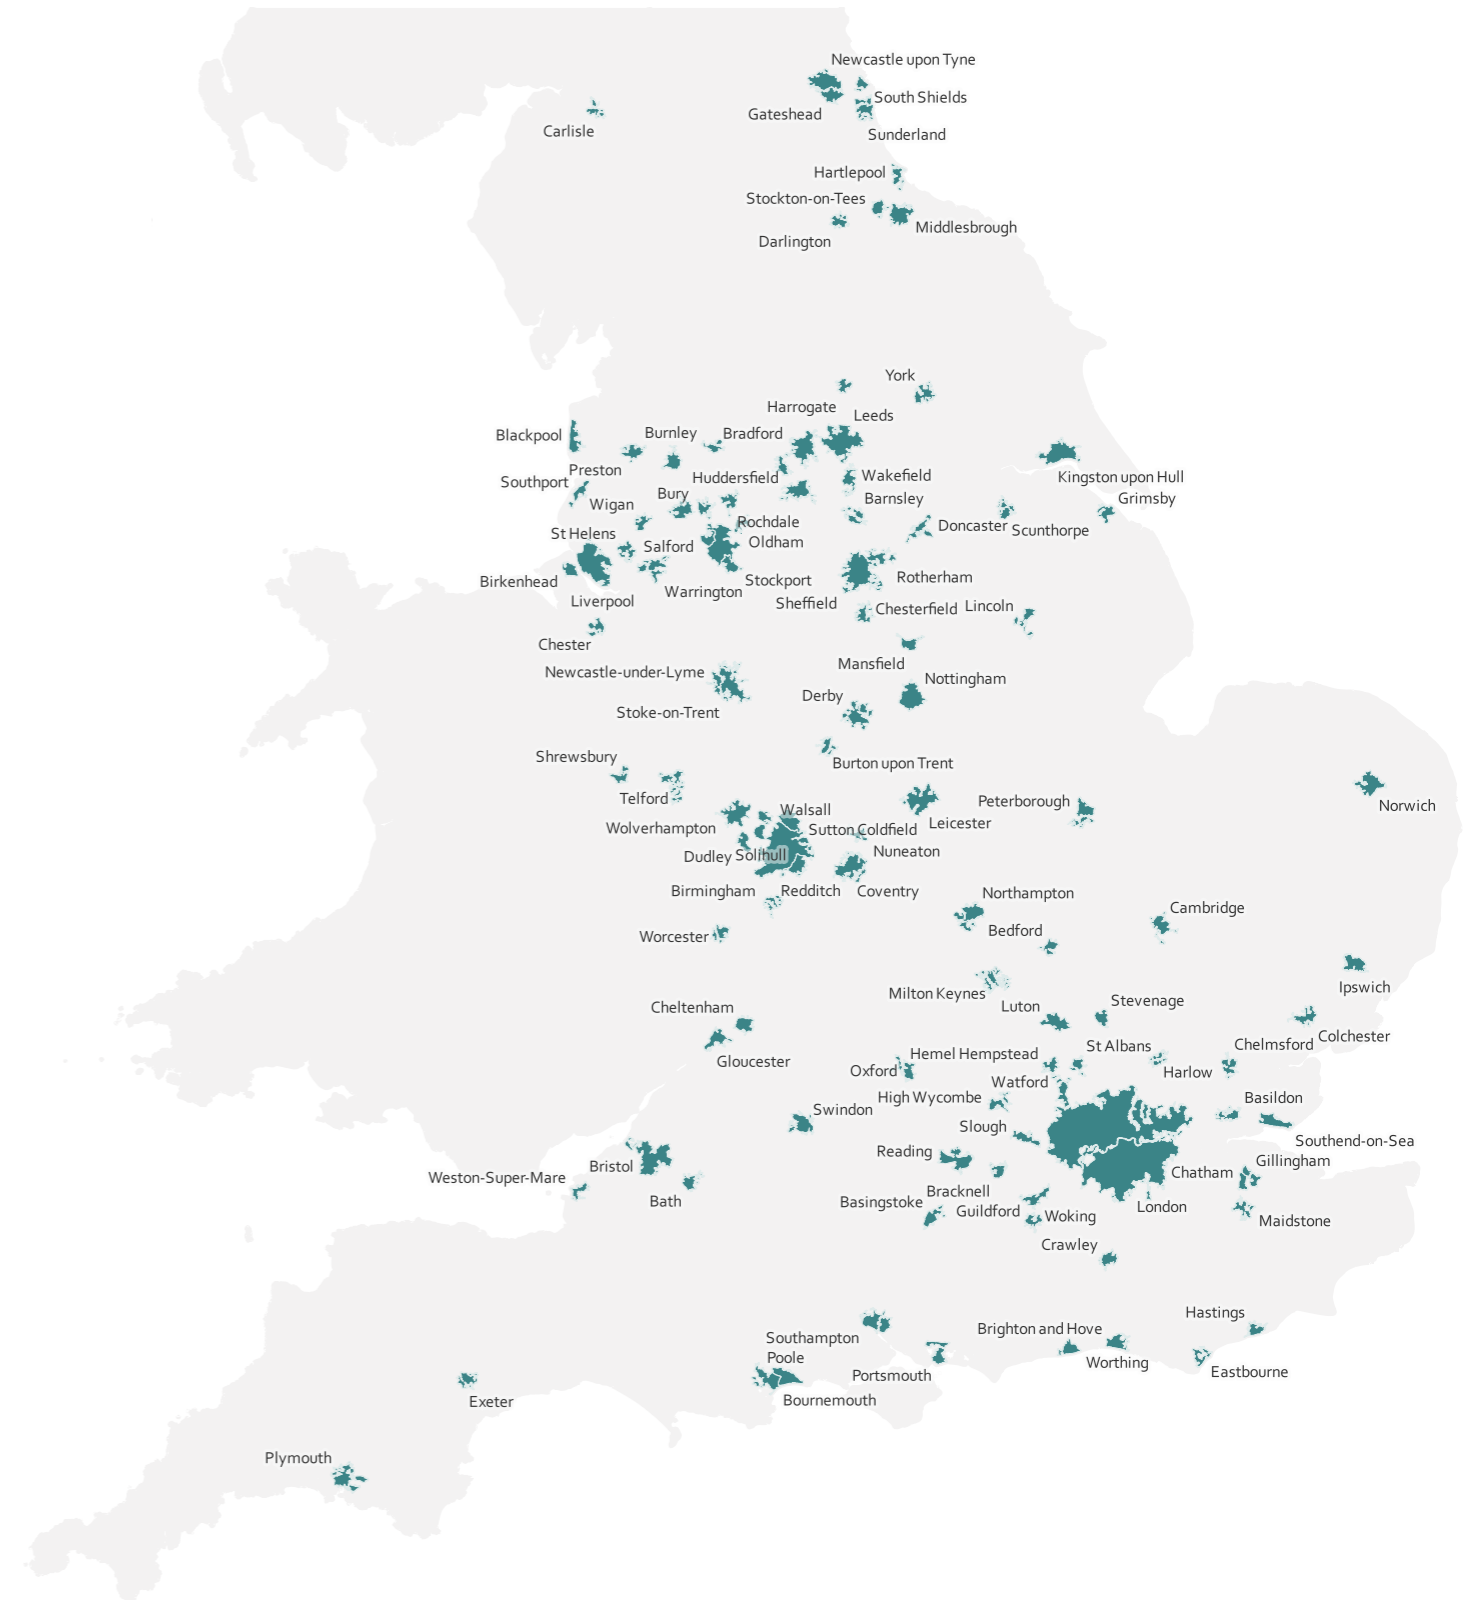 Newcastle upon Tyne
South Shields
Gateshead
Carlisle
Sunderland
Hartlepool
Stockton-on-Tees
Middlesbrough
Darlington
York
Harrogate
Leeds
Blackpool
Burnley
Bradford
Preston
Huddersfield
Wakefield
Southport
Kingston upon Hull
Bury
Wigan
Barnsley
Grimsby
Rochdale
Doncaster
Scunthorpe
St Helens
Salford
Oldham
Birkenhead
Stockport
Rotherham
Warrington
Liverpool
Sheffield
Chesterfield
Lincoln
Chester
Mansfield
Newcastle-under-Lyme
Nottingham
Derby
Stoke-on-Trent
Shrewsbury
Burton upon Trent
Telford
Peterborough
Norwich
Walsall
Wolverhampton
Sutton Coldfield
Leicester
Dudley
Solihull
Nuneaton
Birmingham
Redditch
Coventry
Northampton
Cambridge
Bedford
Worcester
Milton Keynes
Ipswich
Stevenage
Luton
Cheltenham
Colchester
Chelmsford
St Albans
Hemel Hempstead
Gloucester
Oxford
Harlow
Watford
High Wycombe
Basildon
Swindon
Slough
Southend-on-Sea
Reading
Gillingham
Bristol
Chatham
Weston-Super-Mare
Bracknell
Bath
Basingstoke
Guildford
London
Woking
Maidstone
Crawley
Hastings
Brighton and Hove
Southampton
Poole
Worthing
Portsmouth
Eastbourne
Bournemouth
Exeter
Plymouth